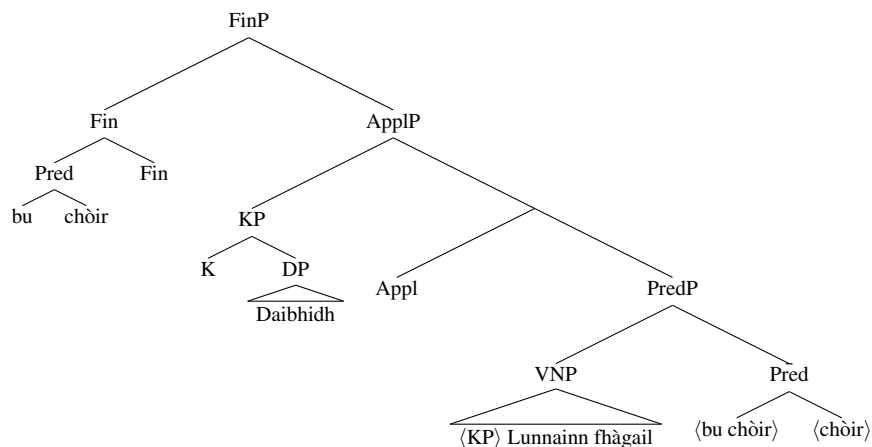 FinP
Fin ApplP
Pred Fin
bu chòir KP
K DP Appl PredP
Daibhidh
VNP Pred
⟨KP⟩ Lunnainn fhàgail ⟨bu chòir⟩ ⟨chòir⟩